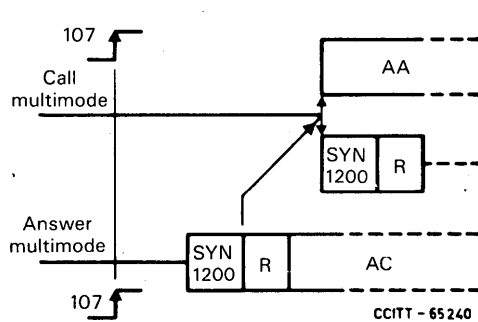 107
AA
Call
multimode
SYN
1200
R
Answer
multimode
SYN
1200
R
AC
107
CCITT - 65240